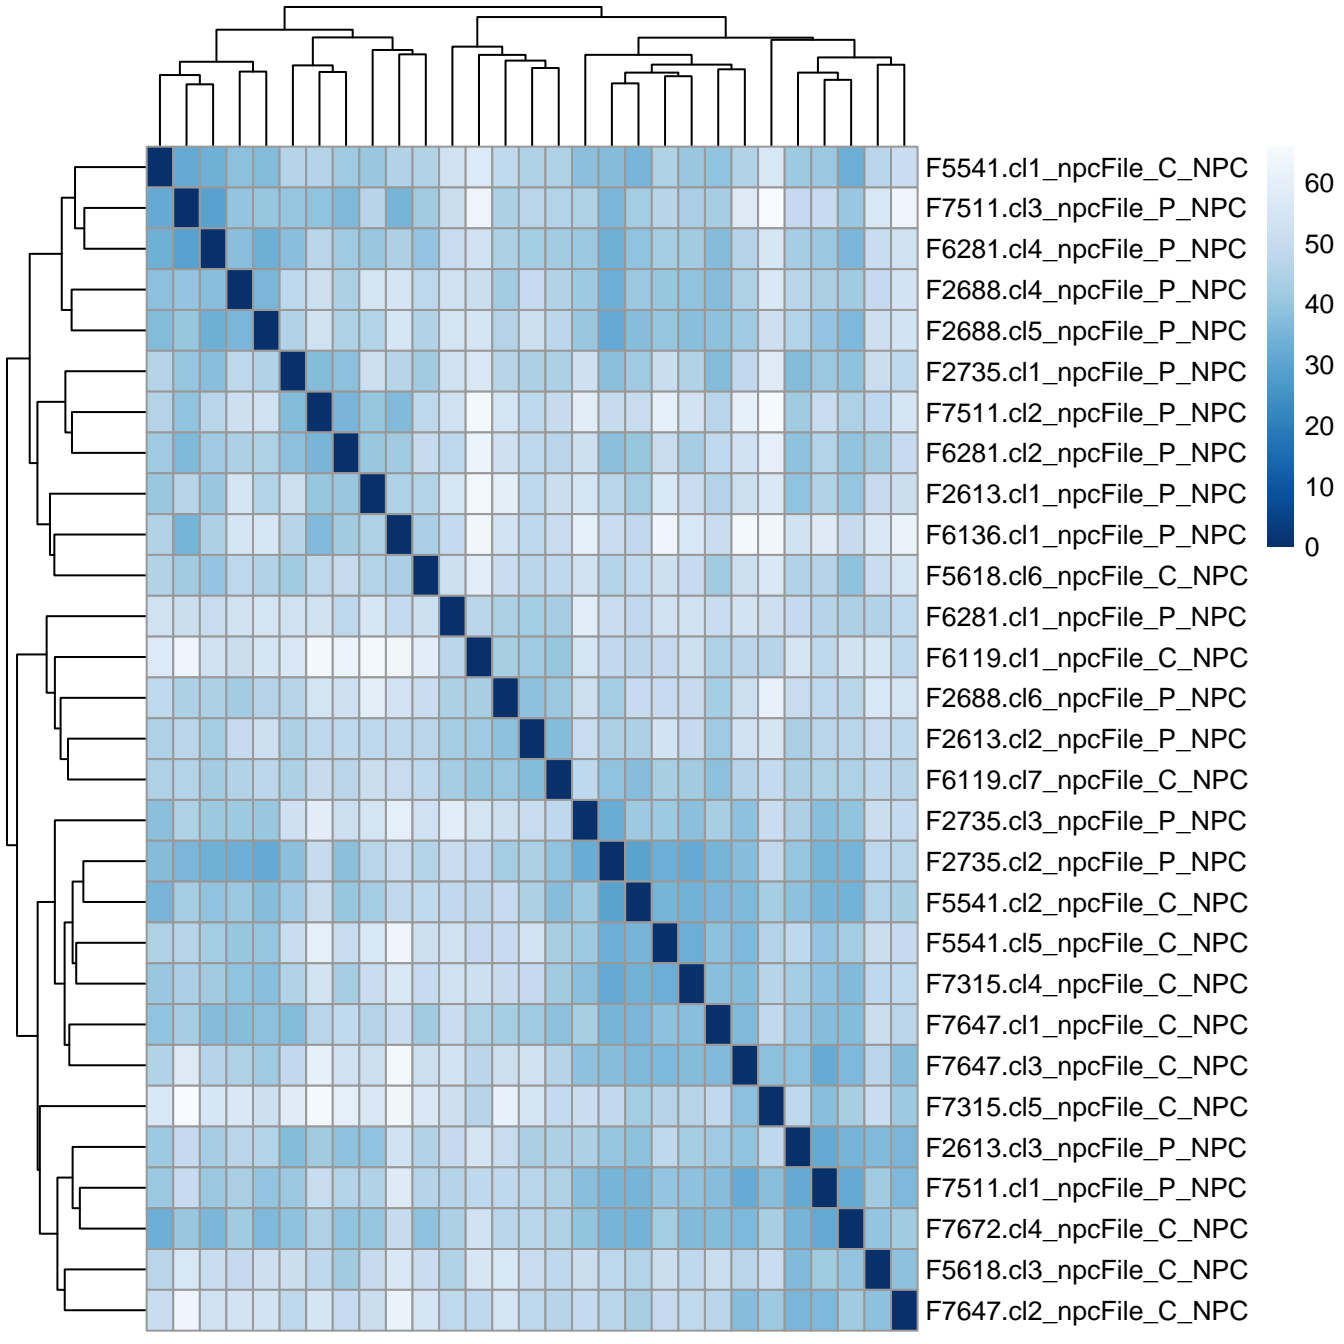 F5541.cl1_npcFile_C_NPC
F7511.cl3_npcFile_P_NPC
F6281.cl4_npcFile_P_NPC
F2688.cl4_npcFile_P_NPC
F2688.cl5_npcFile_P_NPC
F2735.cl1_npcFile_P_NPC
F7511.cl2_npcFile_P_NPC
F6281.cl2_npcFile_P_NPC
F2613.cl1_npcFile_P_NPC
F6136.cl1_npcFile_P_NPC
F5618.cl6_npcFile_C_NPC
F6281.cl1_npcFile_P_NPC
F6119.cl1_npcFile_C_NPC
F2688.cl6_npcFile_P_NPC
F2613.cl2_npcFile_P_NPC
F6119.cl7_npcFile_C_NPC
F2735.cl3_npcFile_P_NPC
F2735.cl2_npcFile_P_NPC
F5541.cl2_npcFile_C_NPC
F5541.cl5_npcFile_C_NPC
F7315.cl4_npcFile_C_NPC
F7647.cl1_npcFile_C_NPC
F7647.cl3_npcFile_C_NPC
F7315.cl5_npcFile_C_NPC
F2613.cl3_npcFile_P_NPC
F7511.cl1_npcFile_P_NPC
F7672.cl4_npcFile_C_NPC
F5618.cl3_npcFile_C_NPC
F7647.cl2_npcFile_C_NPC
60
50
40
30
20
10
0